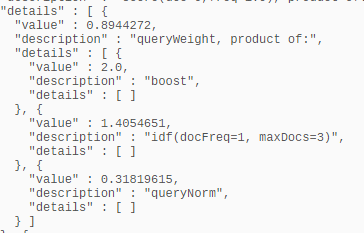 "details" : [ {
"value" : 0.8944272,
"description" : "queryWeight, product of:",
"details" : [ {
"value" : 2.0,
"description" : "boost",
"details" : [ ]
}, {
"value" : 1.4054651,
"description" : "idf(docFreq=1, maxDocs=3)",
"details" : [ ]
}, {
"value" : 0.31819615,
"description" : "queryNorm",
"details" : [ ]
} ]